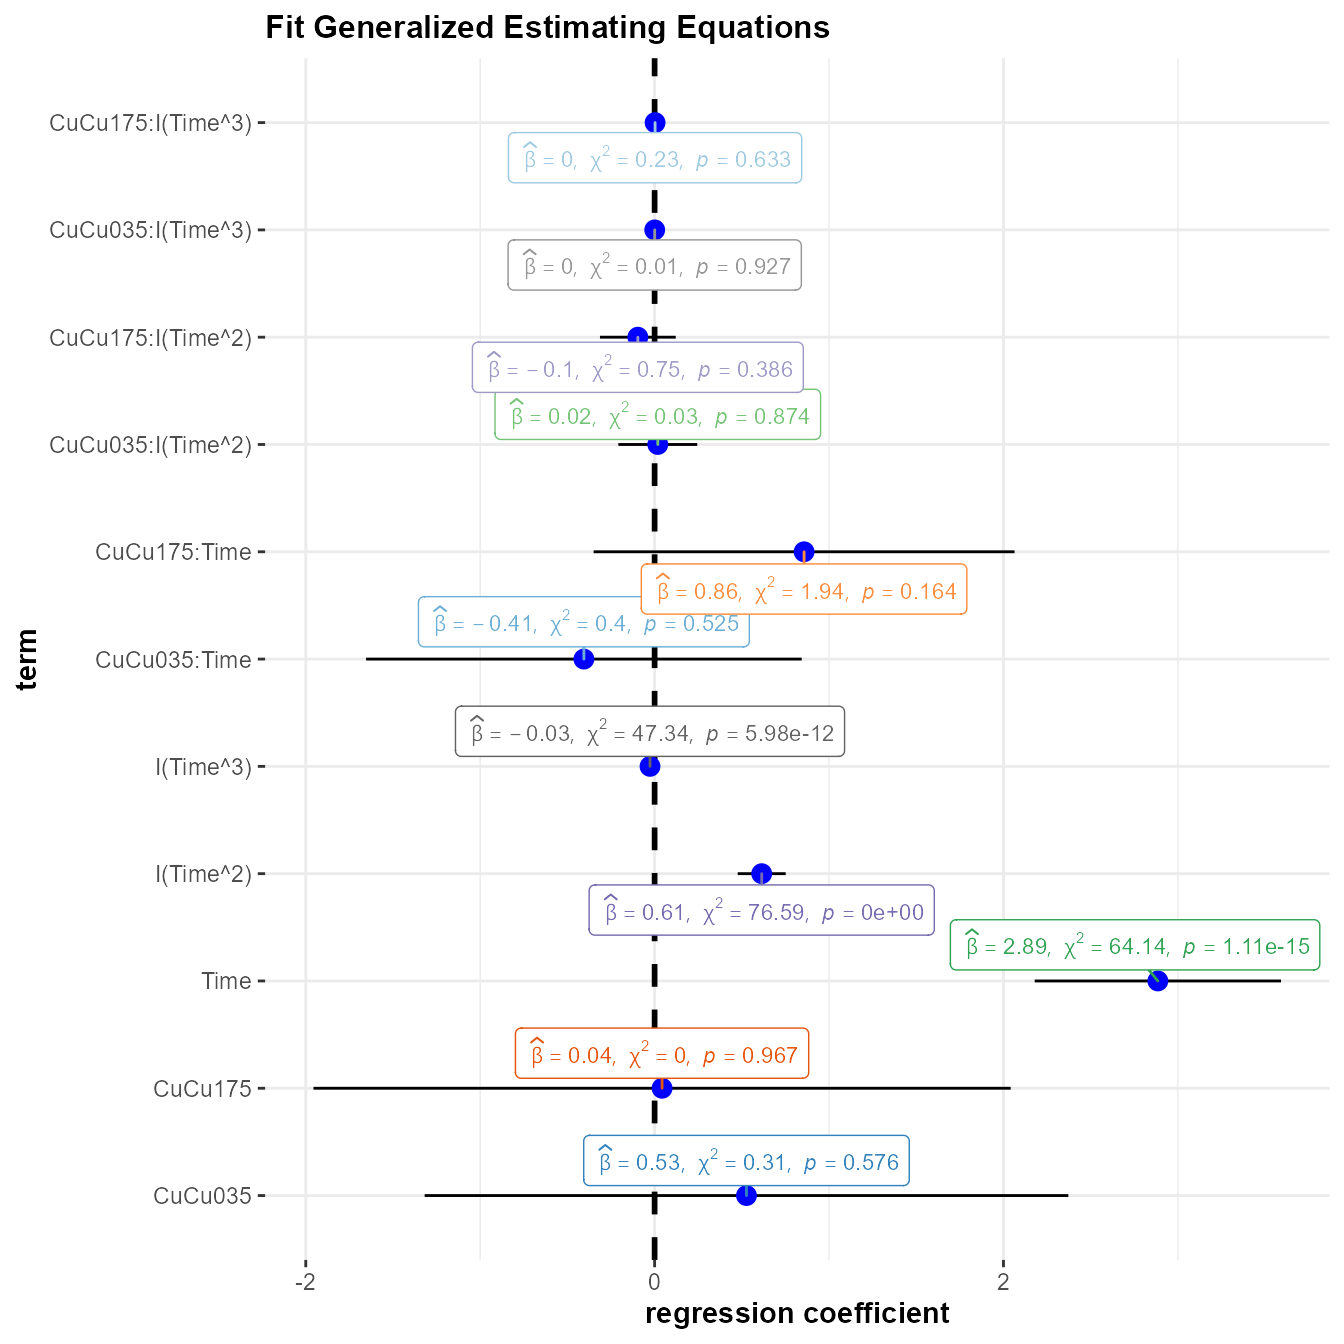 Fit Generalized Estimating Equations
CuCu175:I(Time^3)
β̂ = 0, χ² = 0.23, p = 0.633
CuCu035:I(Time^3)
β̂ = 0, χ² = 0.01, p = 0.927
CuCu175:I(Time^2)
β̂ = − 0.1, χ² = 0.75, p = 0.386
β̂ = 0.02, χ² = 0.03, p = 0.874
CuCu035:I(Time^2)
CuCu175:Time
β̂ = 0.86, χ² = 1.94, p = 0.164
β̂ = − 0.41, χ² = 0.4, p = 0.525
CuCu035:Time
term
β̂ = − 0.03, χ² = 47.34, p = 5.98e-12
I(Time^3)
I(Time^2)
β̂ = 0.61, χ² = 76.59, p = 0e+00
β̂ = 2.89, χ² = 64.14, p = 1.11e-15
Time
β̂ = 0.04, χ² = 0, p = 0.967
CuCu175
β̂ = 0.53, χ² = 0.31, p = 0.576
CuCu035
-2 0 2
regression coefficient